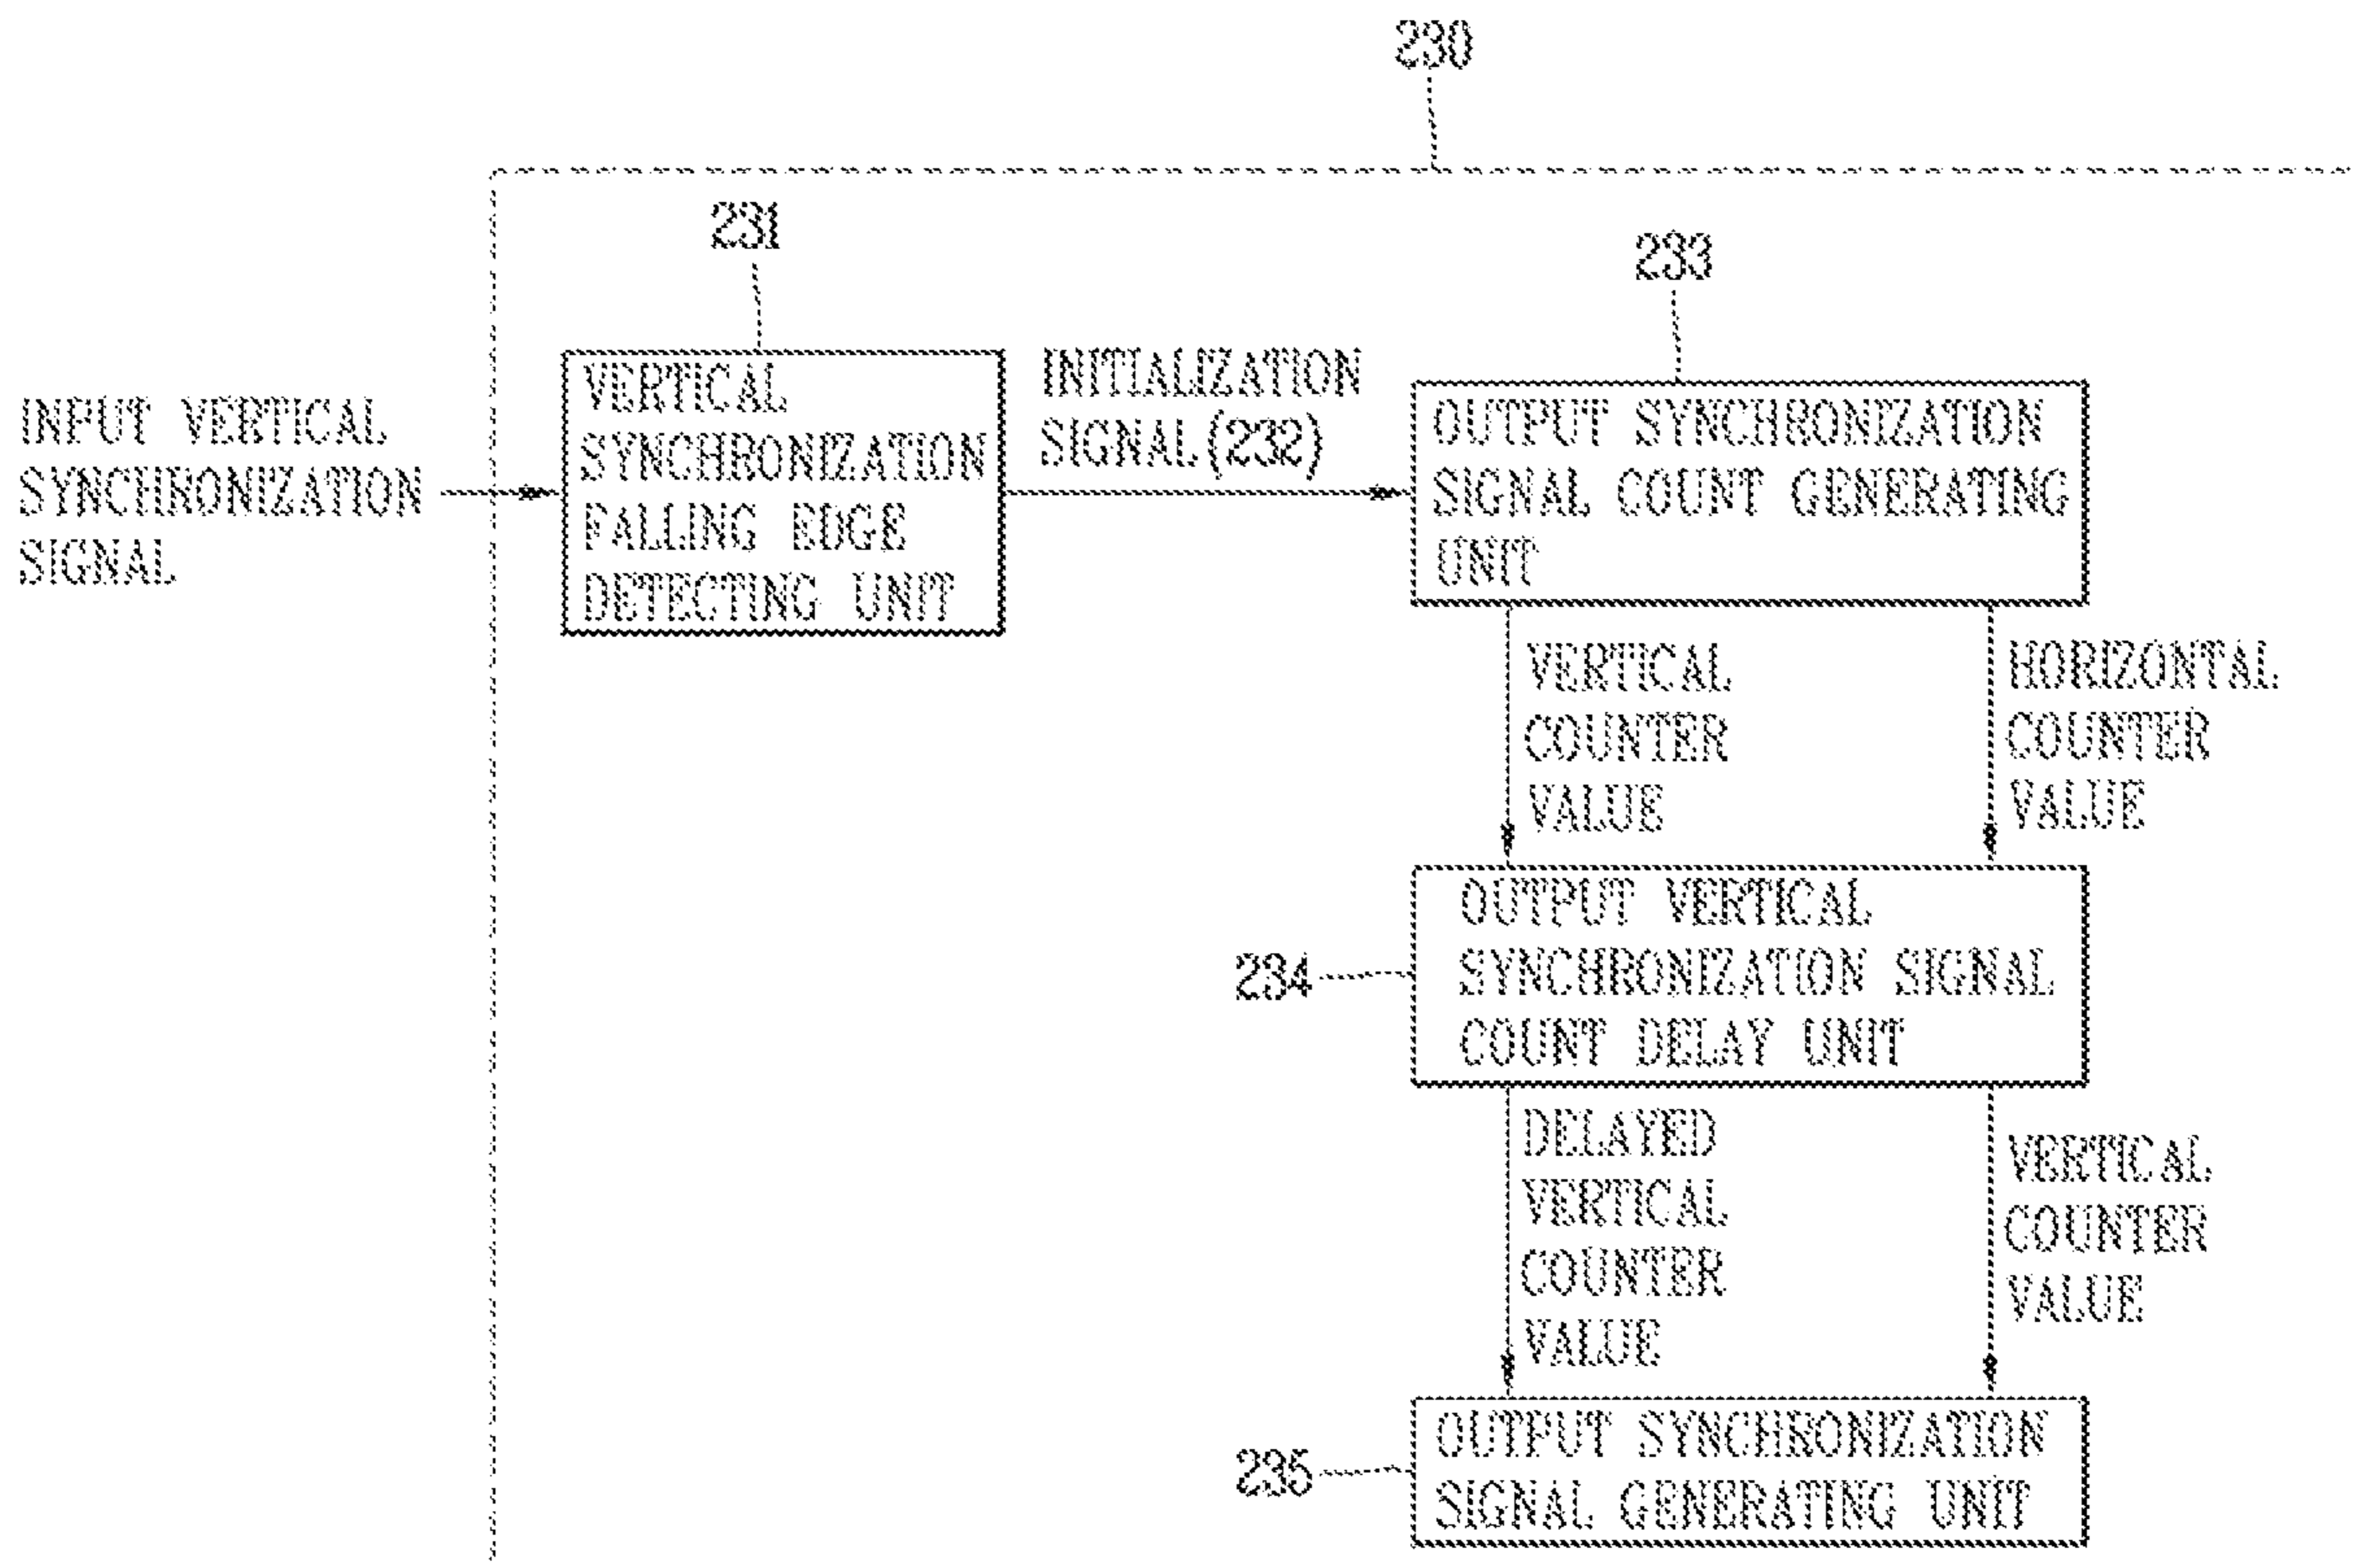 230
231
233
INPUT VERTICAL
SYNCHRONIZATION
SIGNAL
VERTICAL
SYNCHRONIZATION
FALLING EDGE
DETECTING UNIT
INITIALIZATION
SIGNAL(232)
OUTPUT SYNCHRONIZATION
SIGNAL COUNT GENERATING
UNIT
VERTICAL
COUNTER
VALUE
HORIZONTAL
COUNTER
VALUE
234
OUTPUT VERTICAL
SYNCHRONIZATION SIGNAL
COUNT DELAY UNIT
DELAYED
VERTICAL
COUNTER
VALUE
VERTICAL
COUNTER
VALUE
235
OUTPUT SYNCHRONIZATION
SIGNAL GENERATING UNIT